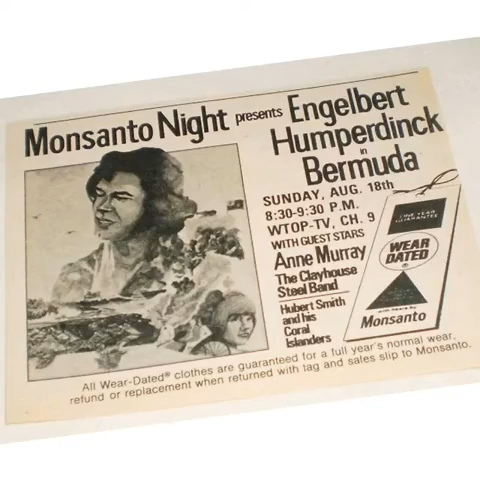 Monsanto Night presents Engelbert
Humperdinck
in
Bermuda
SUNDAY, AUG. 18th
8:30-9:30 P.M.
WTOP-TV, CH. 9
WITH GUEST STARS
Anne Murray
The Clayhouse
Steel Band
Hubert Smith
and his
Coral
Islanders
ONE YEAR
GUARANTEE
WEAR
DATED®
Monsanto
All Wear-Dated® clothes are guaranteed for a full year's normal wear,
refund or replacement when returned with tag and sales slip to Monsanto.